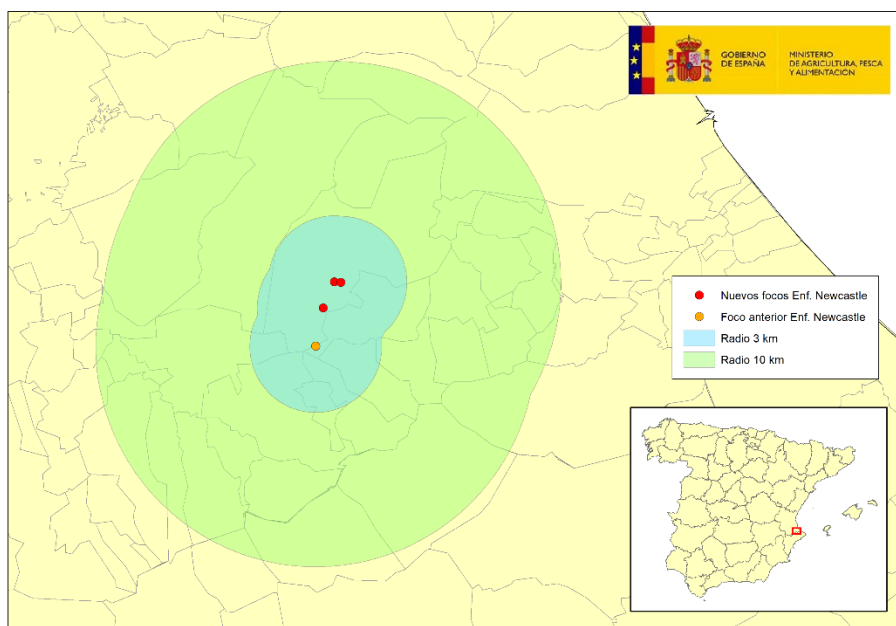 GOBIERNO
DE ESPAÑA
MINISTERIO
DE AGRICULTURA, PESCA
Y ALIMENTACIÓN
Nuevos focos Enf. Newcastle
Foco anterior Enf. Newcastle
Radio 3 km
Radio 10 km